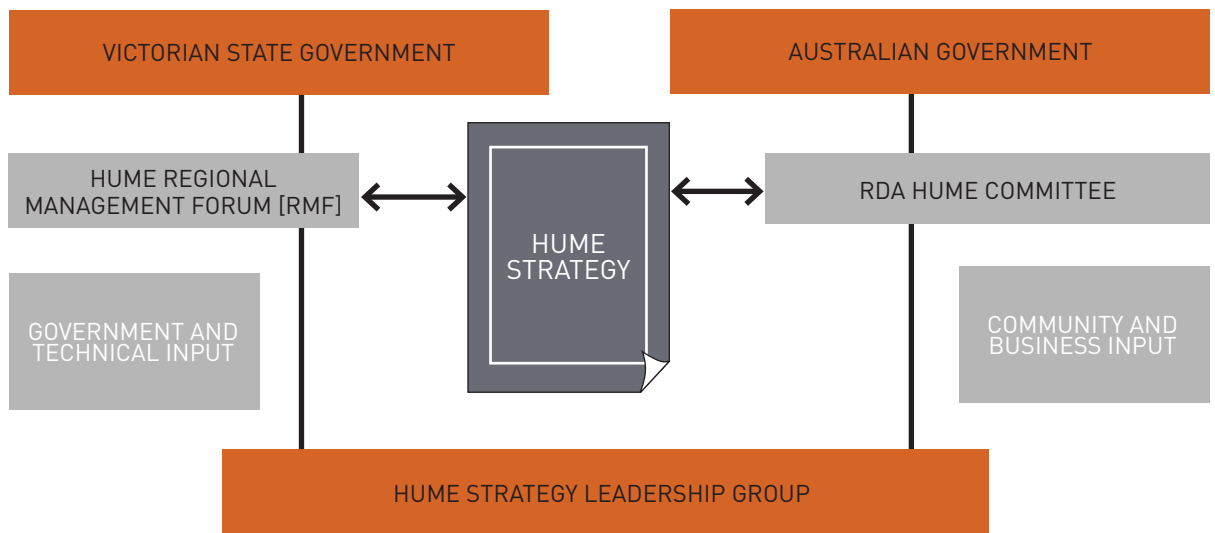 VICTORIAN STATE GOVERNMENT
AUSTRALIAN GOVERNMENT
HUME REGIONAL
MANAGEMENT FORUM [RMF]
RDA HUME COMMITTEE
HUME
STRATEGY
GOVERNMENT AND
TECHNICAL INPUT
COMMUNITY AND
BUSINESS INPUT
HUME STRATEGY LEADERSHIP GROUP